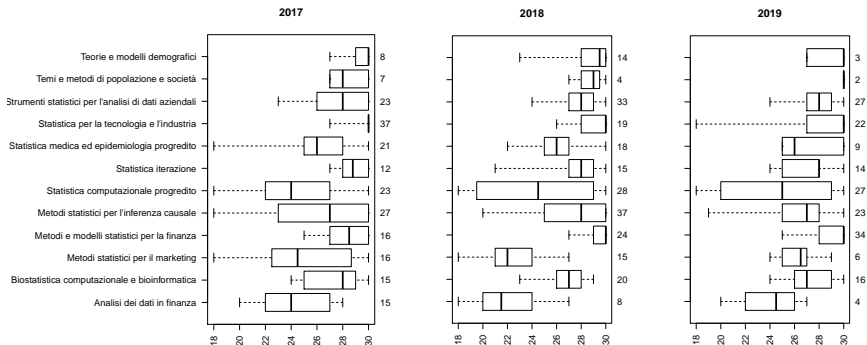 2017 2018 2019
Teorie e modelli demografici 8 14 3
Temi e metodi di popolazione e società 7 4 2
Strumenti statistici per l'analisi di dati aziendali 23 33 27
Statistica per la tecnologia e l'industria 37 19 22
Statistica medica ed epidemiologia progredito 21 18 9
Statistica iterazione 12 15 14
Statistica computazionale progredito 23 28 27
Metodi statistici per l'inferenza causale 27 37 23
Metodi e modelli statistici per la finanza 16 24 34
Metodi statistici per il marketing 16 15 6
Biostatistica computazionale e bioinformatica 15 20 16
Analisi dei dati in finanza 15 8 4
18 20 22 24 26 28 30 18 20 22 24 26 28 30 18 20 22 24 26 28 30